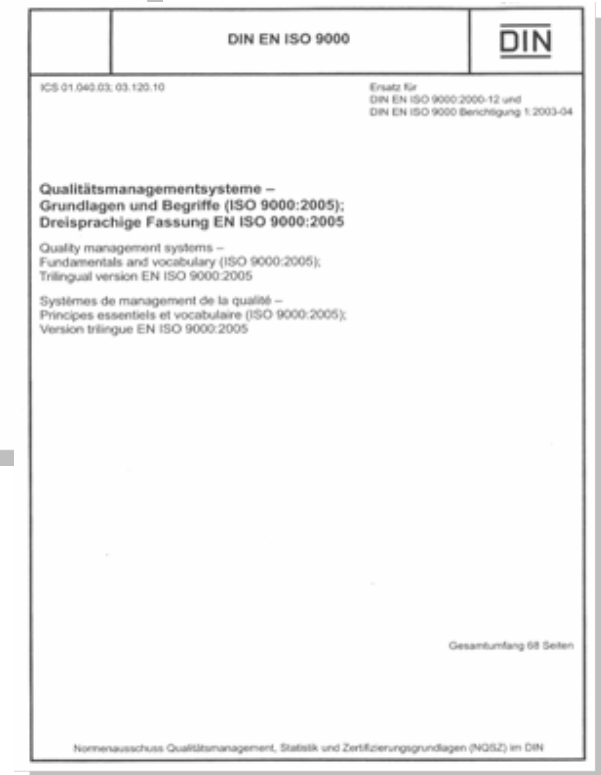 DIN EN ISO 9000
DIN
ICS 01.040.03; 03.120.10
Ersatz für
DIN EN ISO 9000:2000-12 und
DIN EN ISO 9000 Berichtigung 1:2003-04
Qualitätsmanagementsysteme –
Grundlagen und Begriffe (ISO 9000:2005);
Dreisprachige Fassung EN ISO 9000:2005
Quality management systems –
Fundamentals and vocabulary (ISO 9000:2005);
Trilingual version EN ISO 9000:2005
Systèmes de management de la qualité –
Principes essentiels et vocabulaire (ISO 9000:2005);
Version trilingue EN ISO 9000:2005
Gesamtumfang 68 Seiten
Normenausschuss Qualitätsmanagement, Statistik und Zertifizierungsgrundlagen (NQSZ) im DIN